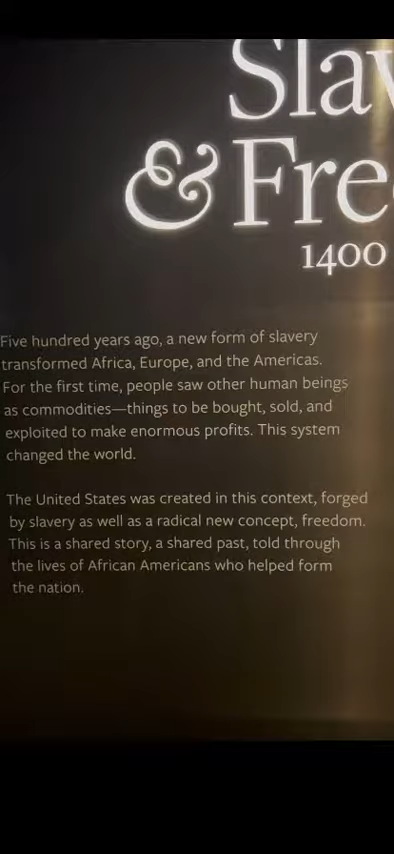 Slav
& Free
1400
Five hundred years ago, a new form of slavery
transformed Africa, Europe, and the Americas.
For the first time, people saw other human beings
as commodities—things to be bought, sold, and
exploited to make enormous profits. This system
changed the world.
The United States was created in this context, forged
by slavery as well as a radical new concept, freedom.
This is a shared story, a shared past, told through
the lives of African Americans who helped form
the nation.